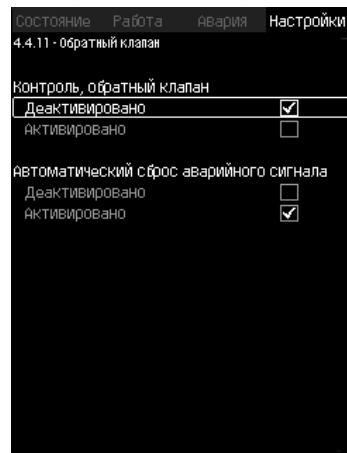 Состояние Работа Авария Настройки
4.4.11 - Обратный клапан
Контроль, обратный клапан
Деактивировано
Активировано
Автоматический сброс аварийного сигнала
Деактивировано
Активировано